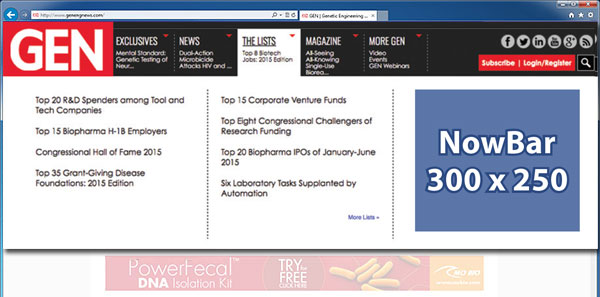 http://www.genengnews.com/
GEN | Genetic Engineering ...
GEN
EXCLUSIVES
Mental Standard:
Genetic Testing of
Neur...
NEWS
Dual-Action
Microbicide
Attacks HIV and ...
THE LISTS
Top 8 Biotech
Jobs: 2015 Edition
MAGAZINE
All-Seeing
All-Knowing
Single-Use
Biorea...
MORE GEN
Video
Events
GEN Webinars
Subscribe | Login/Register
Top 20 R&D Spenders among Tool and
Tech Companies
Top 15 Biopharma H-1B Employers
Congressional Hall of Fame 2015
Top 35 Grant-Giving Disease
Foundations: 2015 Edition
Top 15 Corporate Venture Funds
Top Eight Congressional Challengers of
Research Funding
Top 20 Biopharma IPOs of January-June
2015
Six Laboratory Tasks Supplanted by
Automation
More Lists »
NowBar
300 x 250
PowerFecal™
DNA Isolation Kit
TRY
FOR
FREE
CLICK HERE
MO BIO